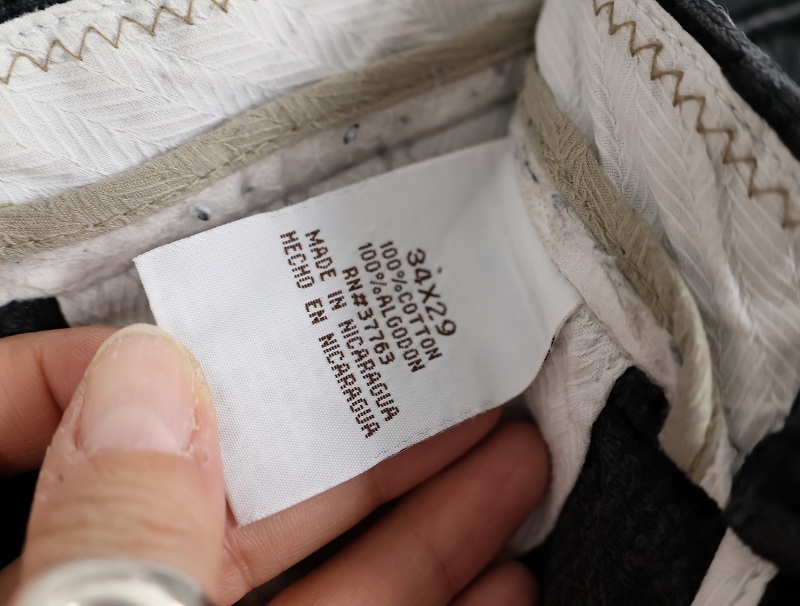 34X29
100%COTTON
100%ALGODON
RN#37763
MADE IN NICARAGUA
HECHO EN NICARAGUA